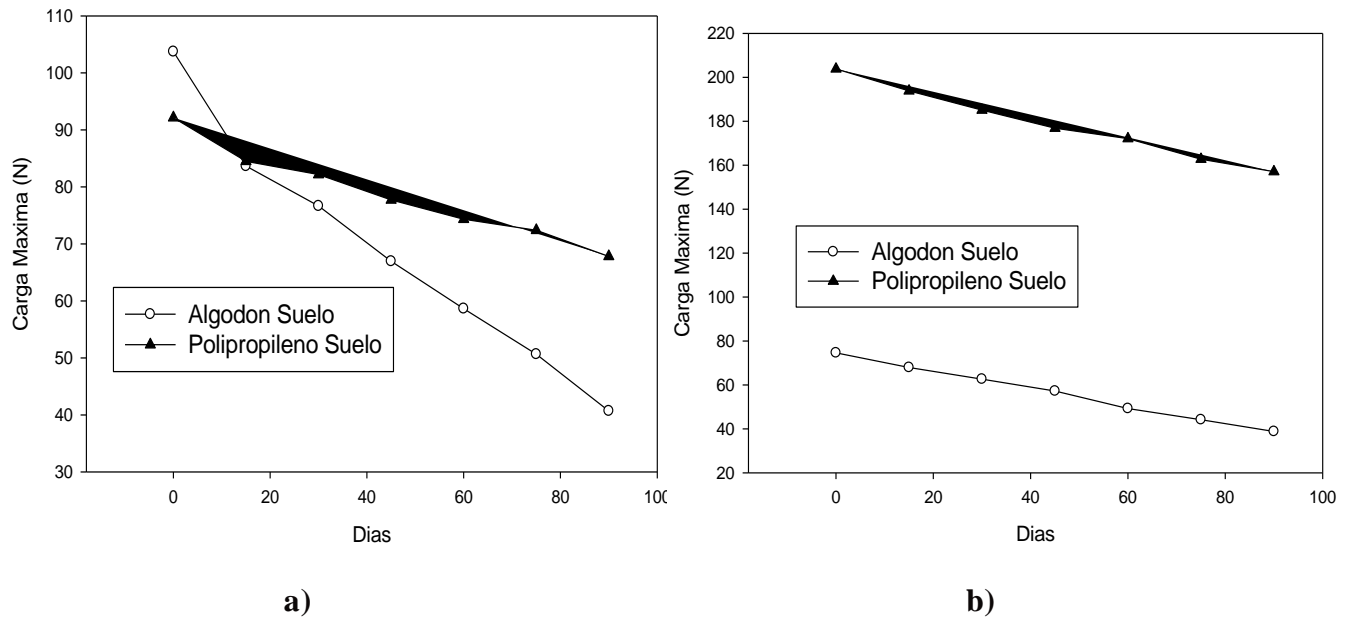 110
100
90
80
70
60
50
40
30
Carga Maxima (N)
Algodon Suelo
Polipropileno Suelo
0 20 40 60 80 100
Dias
a)
220
200
180
160
140
120
100
80
60
40
20
Carga Maxima (N)
Algodon Suelo
Polipropileno Suelo
0 20 40 60 80 100
Dias
b)